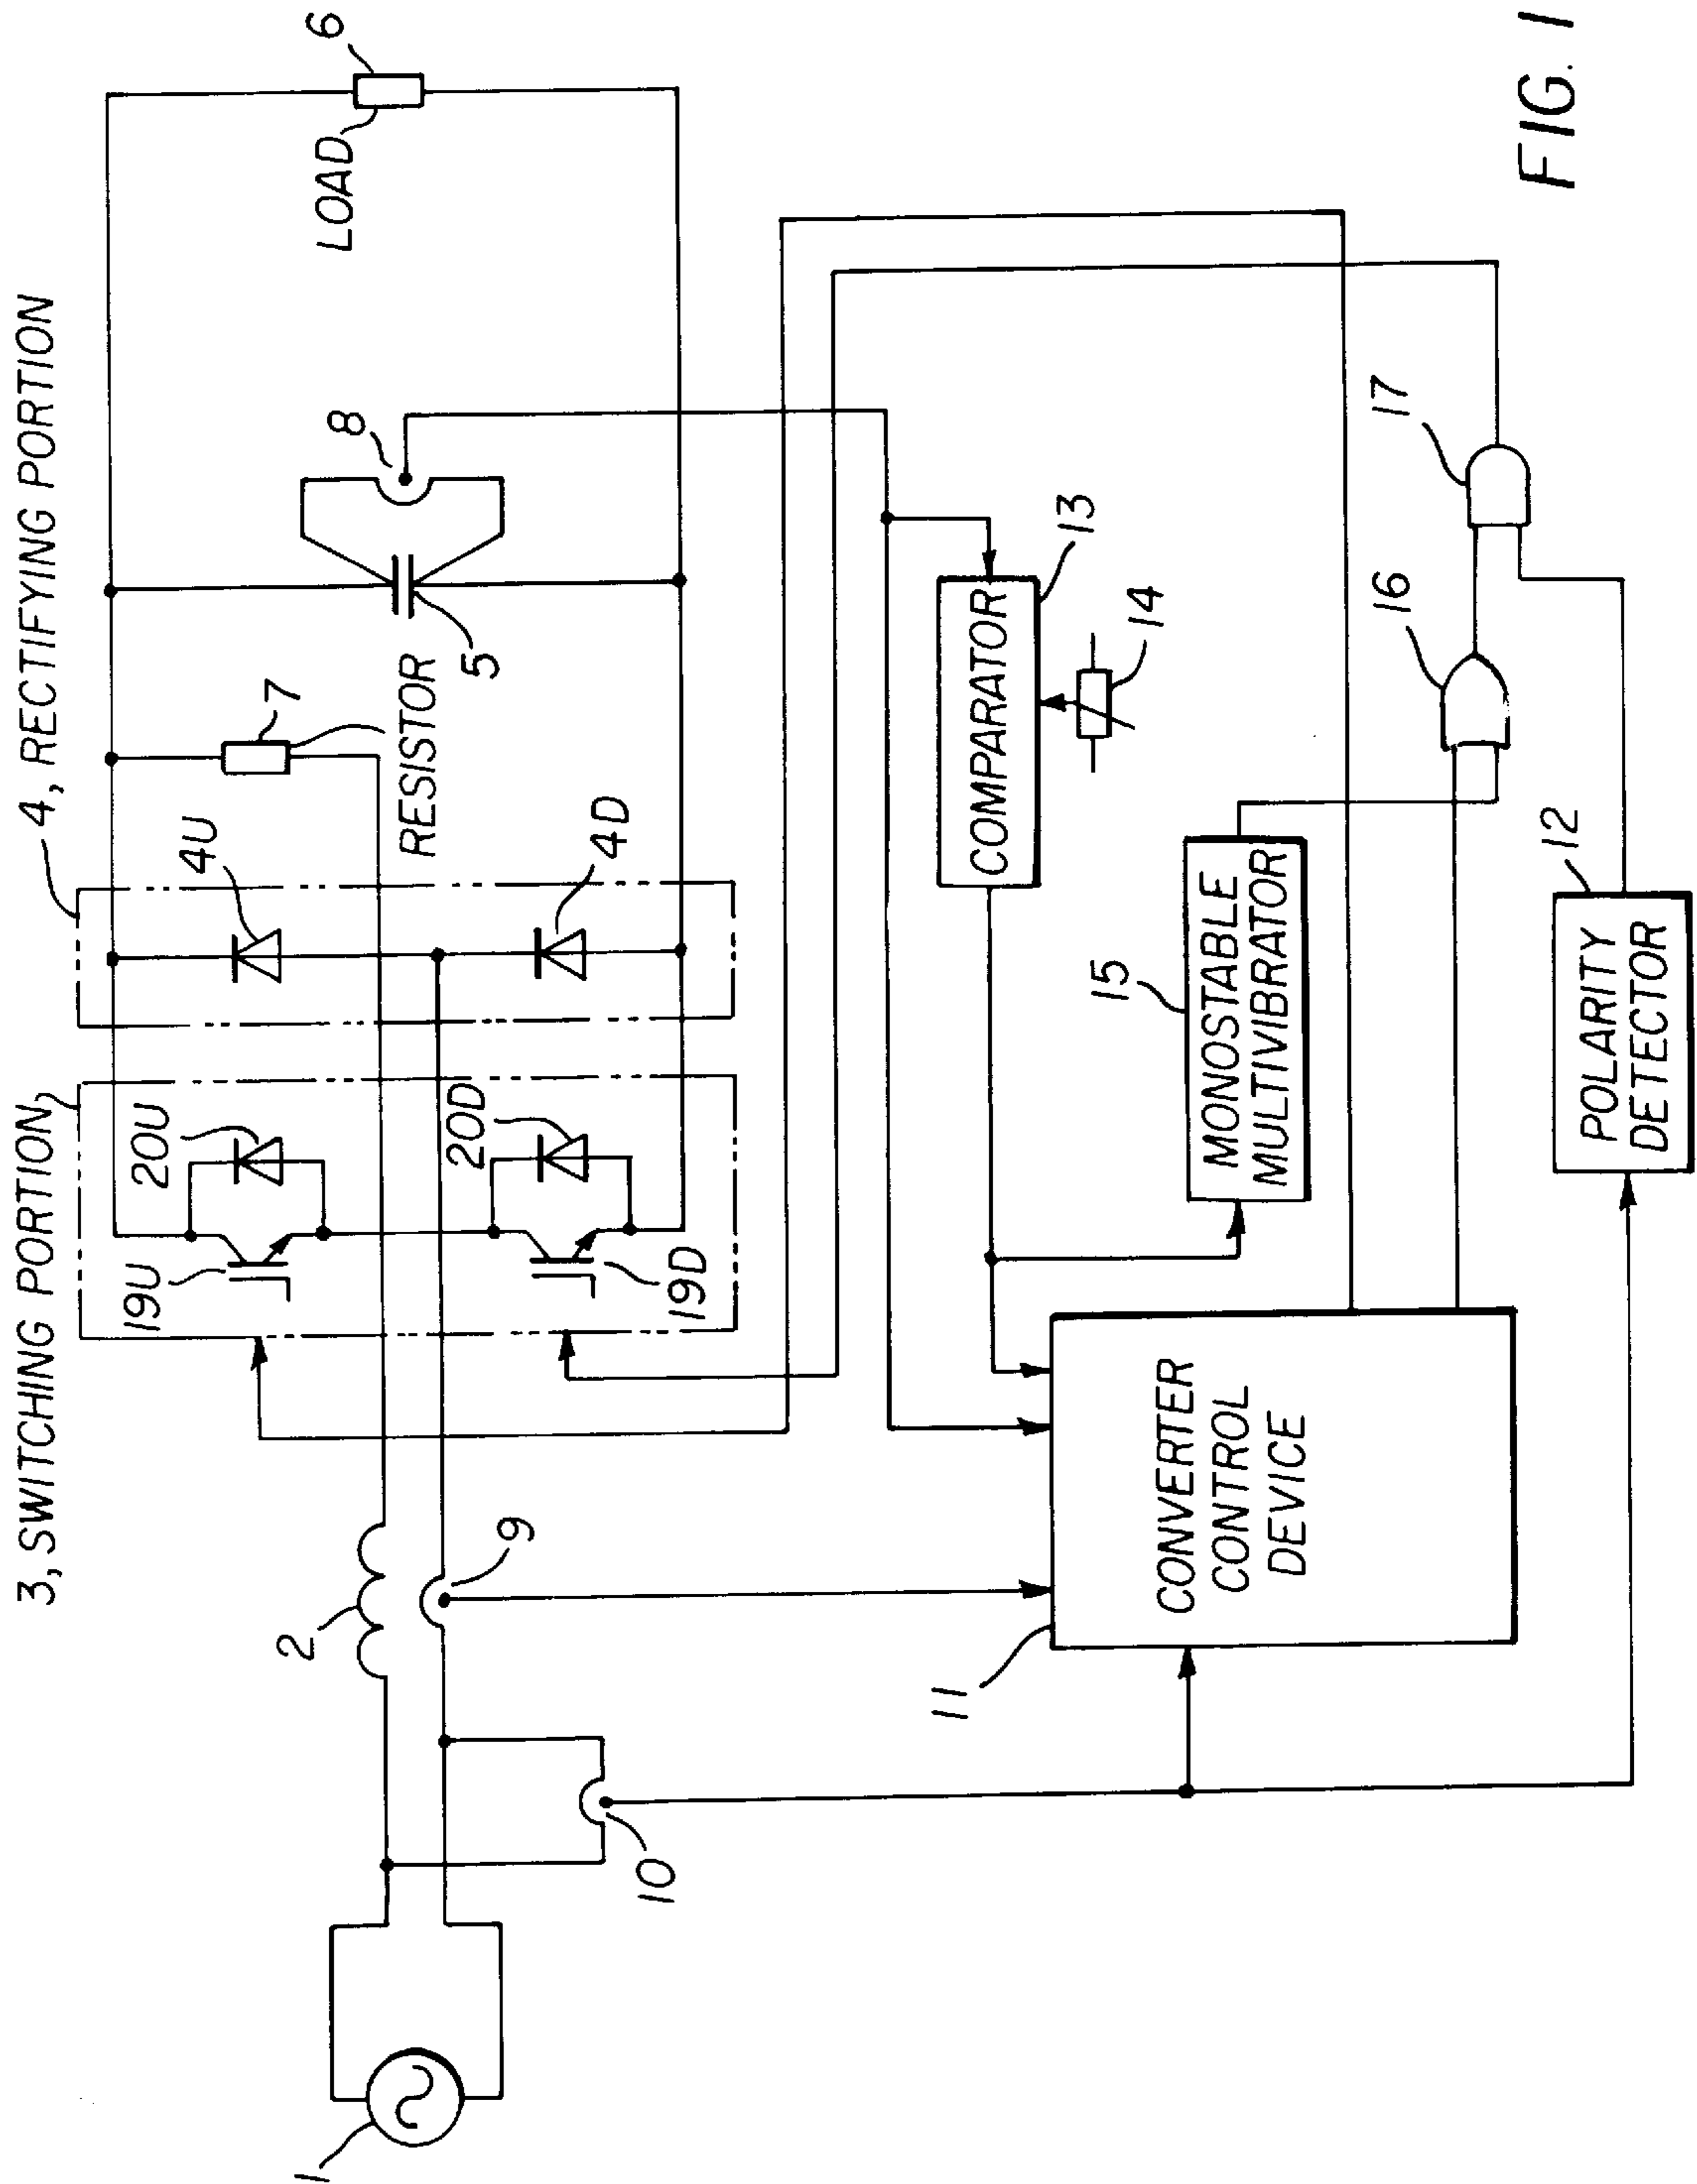 3, SWITCHING PORTION
4, RECTIFYING PORTION
19U
20U
4U
7
RESISTOR
8
5
LOAD
6
19D
20D
4D
1
2
9
10
COMPARATOR
13
14
15
MONOSTABLE
MULTIVIBRATOR
11
CONVERTER
CONTROL
DEVICE
16
17
12
POLARITY
DETECTOR
FIG. 1